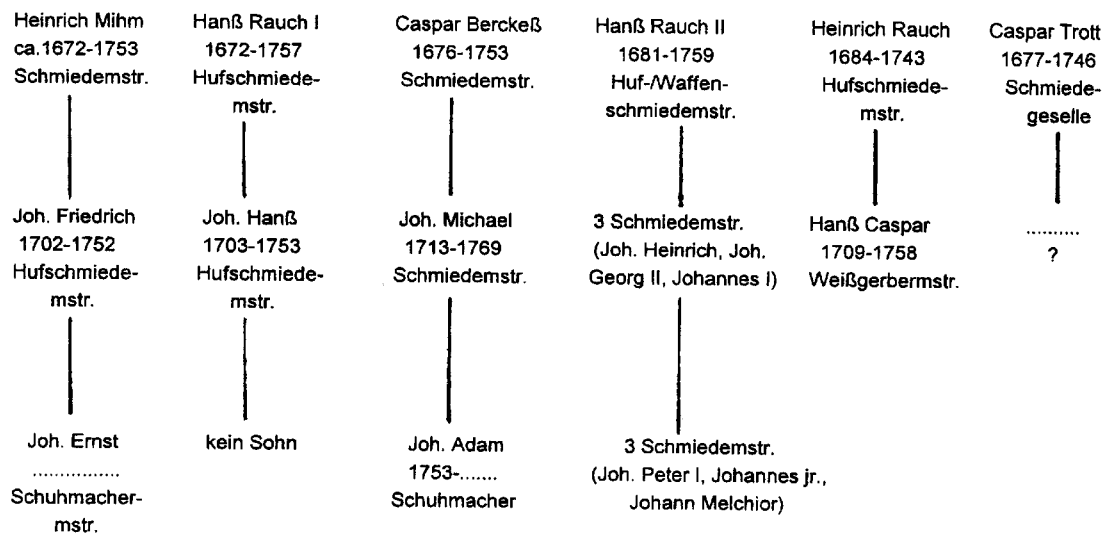 Heinrich Mihm
ca.1672-1753
Schmiedemstr.
Hanß Rauch I
1672-1757
Hufschmiede-
mstr.
Caspar Berckeß
1676-1753
Schmiedemstr.
Hanß Rauch II
1681-1759
Huf-/Waffen-
schmiedemstr.
Heinrich Rauch
1684-1743
Hufschmiede-
mstr.
Caspar Trott
1677-1746
Schmiede-
geselle
Joh. Friedrich
1702-1752
Hufschmiede-
mstr.
Joh. Hanß
1703-1753
Hufschmiede-
mstr.
Joh. Michael
1713-1769
Schmiedemstr.
3 Schmiedemstr.
(Joh. Heinrich, Joh.
Georg II, Johannes I)
Hanß Caspar
1709-1758
Weißgerbermstr.
..........
?
Joh. Ernst
................
Schuhmacher-
mstr.
kein Sohn
Joh. Adam
1753-.......
Schuhmacher
3 Schmiedemstr.
(Joh. Peter I, Johannes jr.,
Johann Melchior)